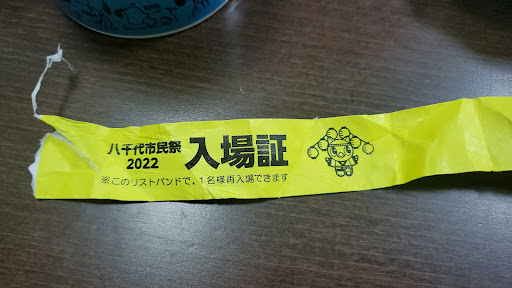 八千代市民祭
2022
入場証
※このリストバンドで、1名様再入場できます